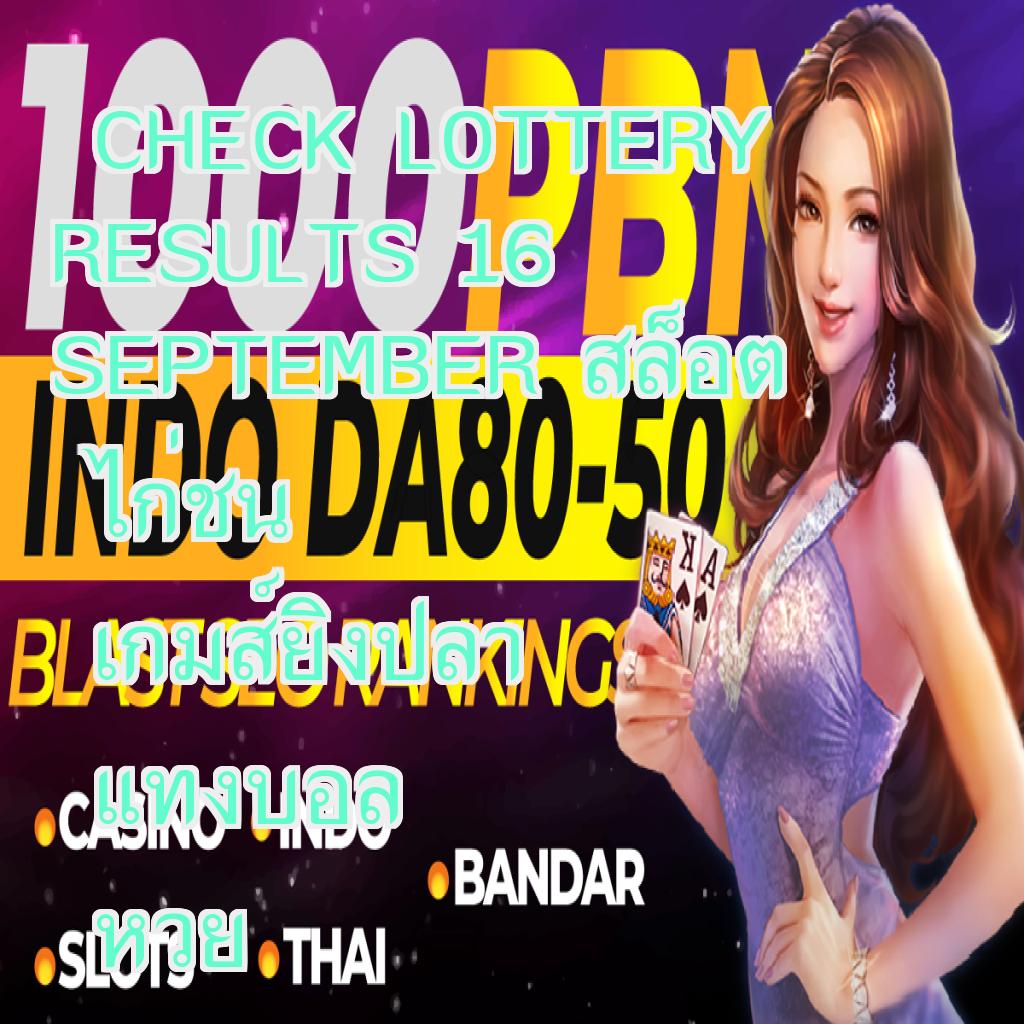 1000 PBN
CHECK LOTTERY
RESULTS 16
SEPTEMBER สล็อต
INDO DA80-50
ไก่ชน
BLAST SEO RANKINGS
เกมส์ยิงปลา
แทงบอล
CASINO INDO
BANDAR
หวย
SLOTS THAI
K A